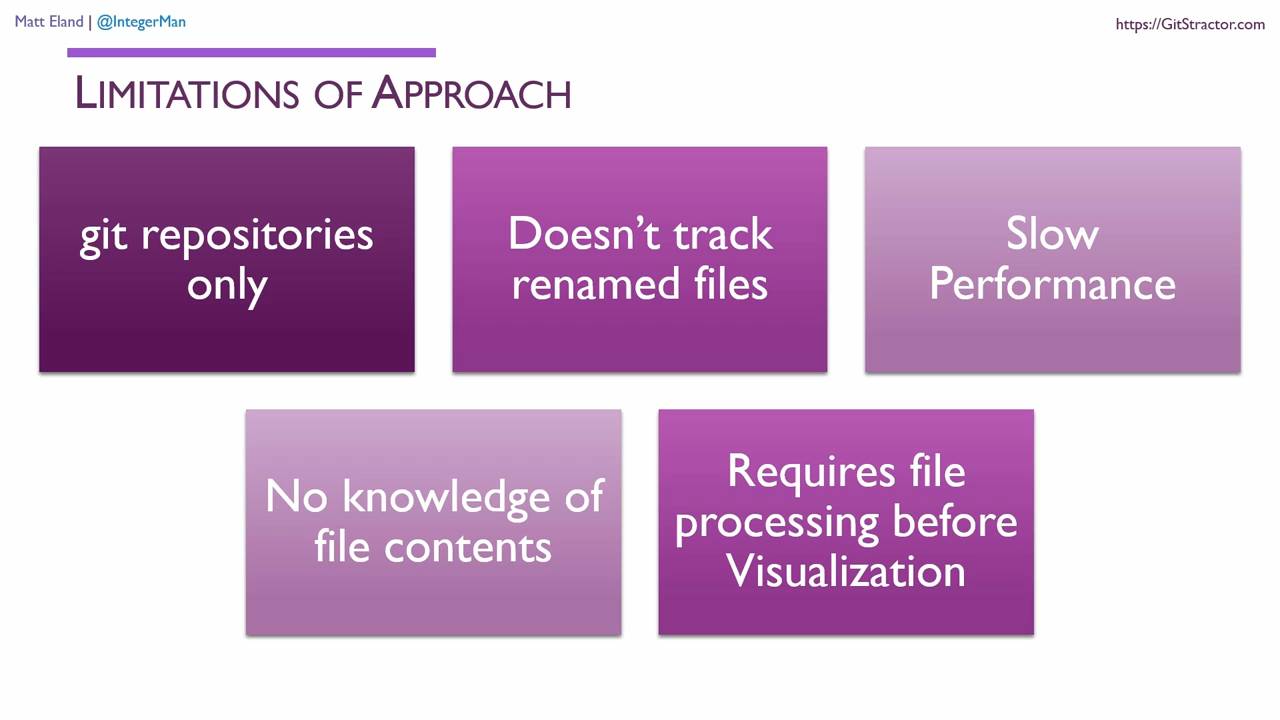 Matt Eland | @IntegerMan
https://GitStractor.com
LIMITATIONS OF APPROACH
git repositories
only
Doesn’t track
renamed files
Slow
Performance
No knowledge of
file contents
Requires file
processing before
Visualization